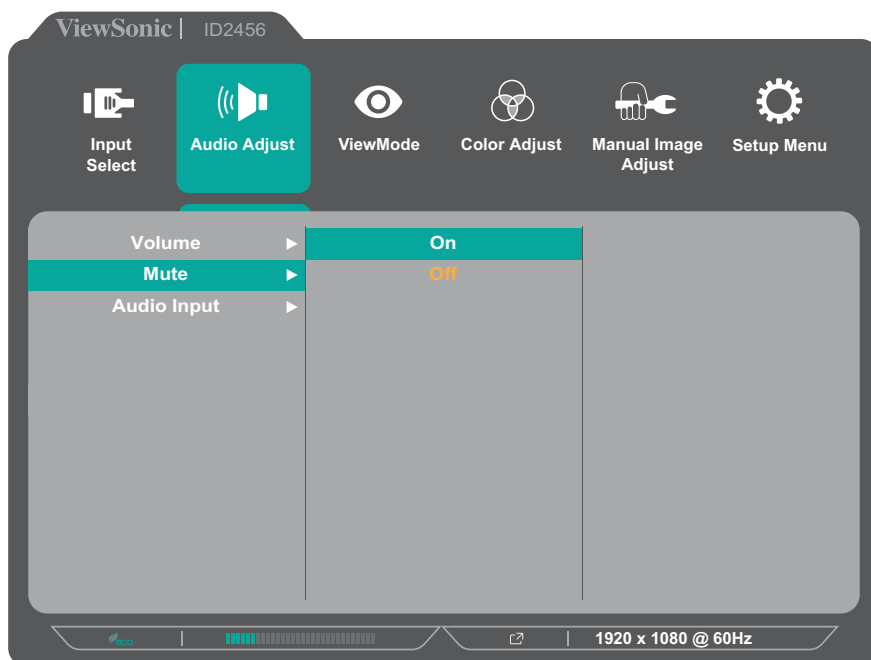 ViewSonic | ID2456
Input
Select
Audio Adjust
ViewMode
Color Adjust
Manual Image
Adjust
Setup Menu
Volume
On
Mute
Off
Audio Input
eco
1920 x 1080 @ 60Hz